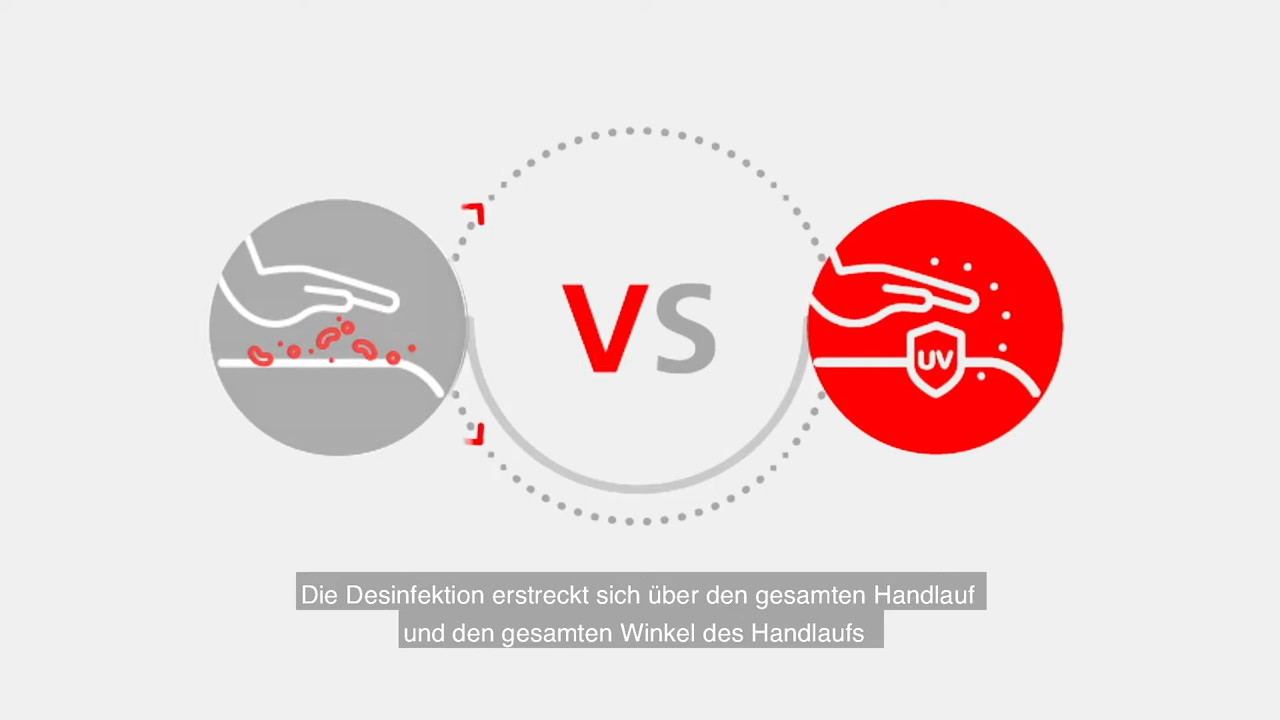 VS
UV
Die Desinfektion erstreckt sich über den gesamten Handlauf
und den gesamten Winkel des Handlaufs